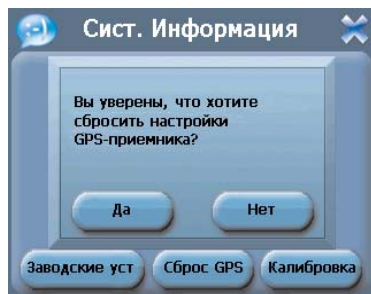 Сист. Информация
Вы уверены, что хотите
сбросить настройки
GPS-приемника?
Да Нет
Заводские уст Сброс GPS Калибровка